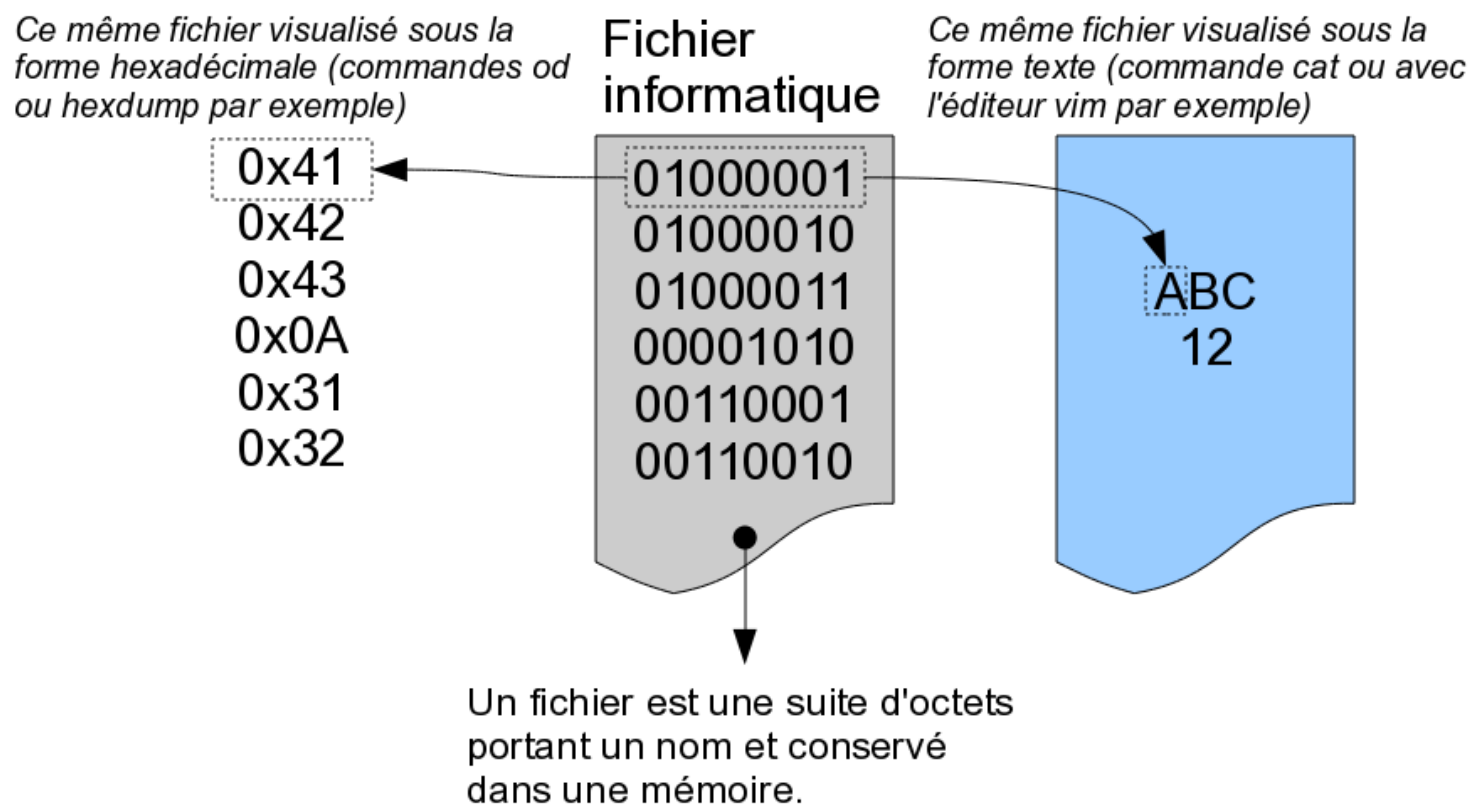 Ce même fichier visualisé sous la
forme hexadécimale (commandes od
ou hexdump par exemple)
0x41
0x42
0x43
0x0A
0x31
0x32
Fichier
informatique
01000001
01000010
01000011
00001010
00110001
00110010
Ce même fichier visualisé sous la
forme texte (commande cat ou avec
l'éditeur vim par exemple)
ABC
12
Un fichier est une suite d'octets
portant un nom et conservé
dans une mémoire.